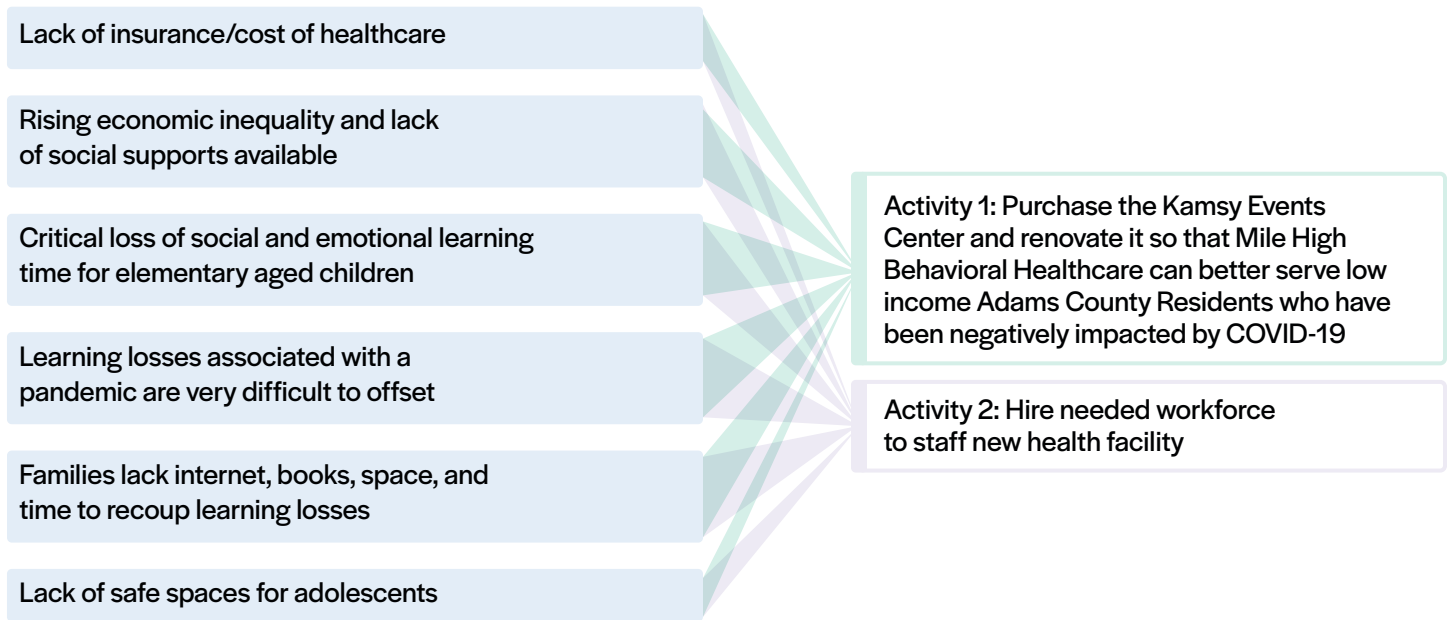 Lack of insurance/cost of healthcare
Rising economic inequality and lack
of social supports available
Critical loss of social and emotional learning
time for elementary aged children
Learning losses associated with a
pandemic are very difficult to offset
Families lack internet, books, space, and
time to recoup learning losses
Lack of safe spaces for adolescents
Activity 1: Purchase the Kamsy Events
Center and renovate it so that Mile High
Behavioral Healthcare can better serve low
income Adams County Residents who have
been negatively impacted by COVID-19
Activity 2: Hire needed workforce
to staff new health facility